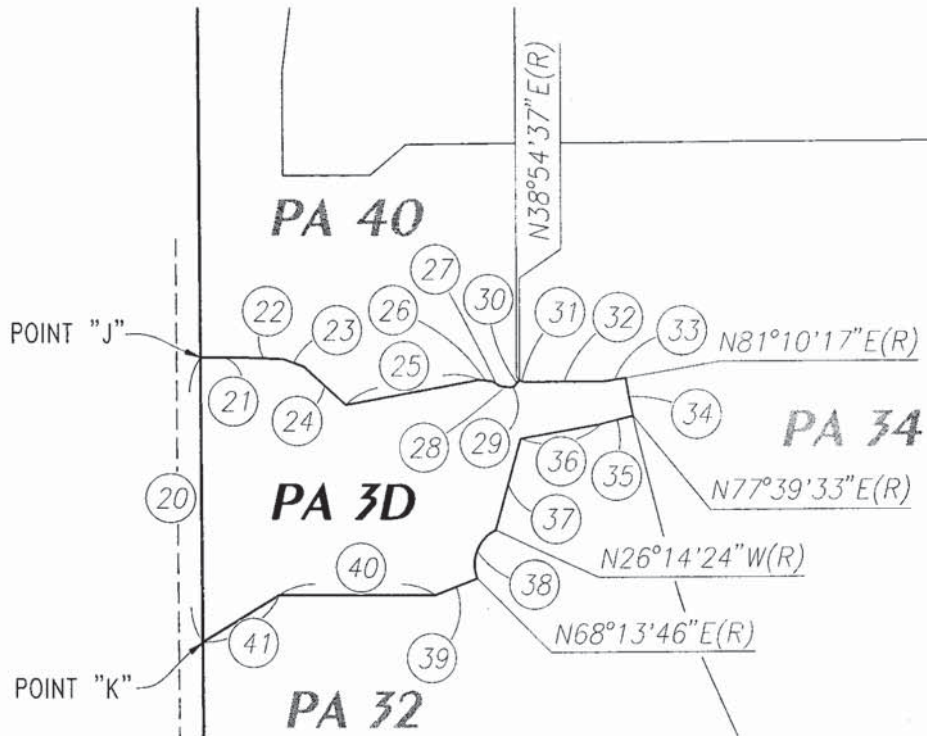 N38°54'37"E(R)
PA 40
27
30
26
31
32
33
POINT "J"
22
23
N81°10'17"E(R)
25
21
24
34
28
29
PA 34
36
35
20
PA 3D
N77°39'33"E(R)
37
N26°14'24"W(R)
40
38
41
N68°13'46"E(R)
39
POINT "K"
PA 32